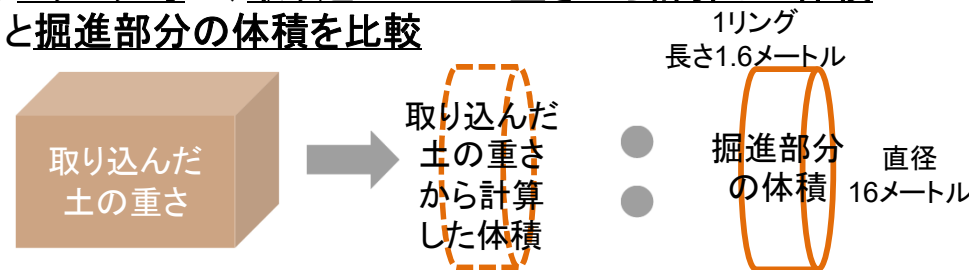 と掘進部分の体積を比較
1リング
長さ1.6メートル
取り込んだ
土の重さ
取り込んだ
土の重さ
から計算
した体積
掘進部分
の体積
直径
16メートル